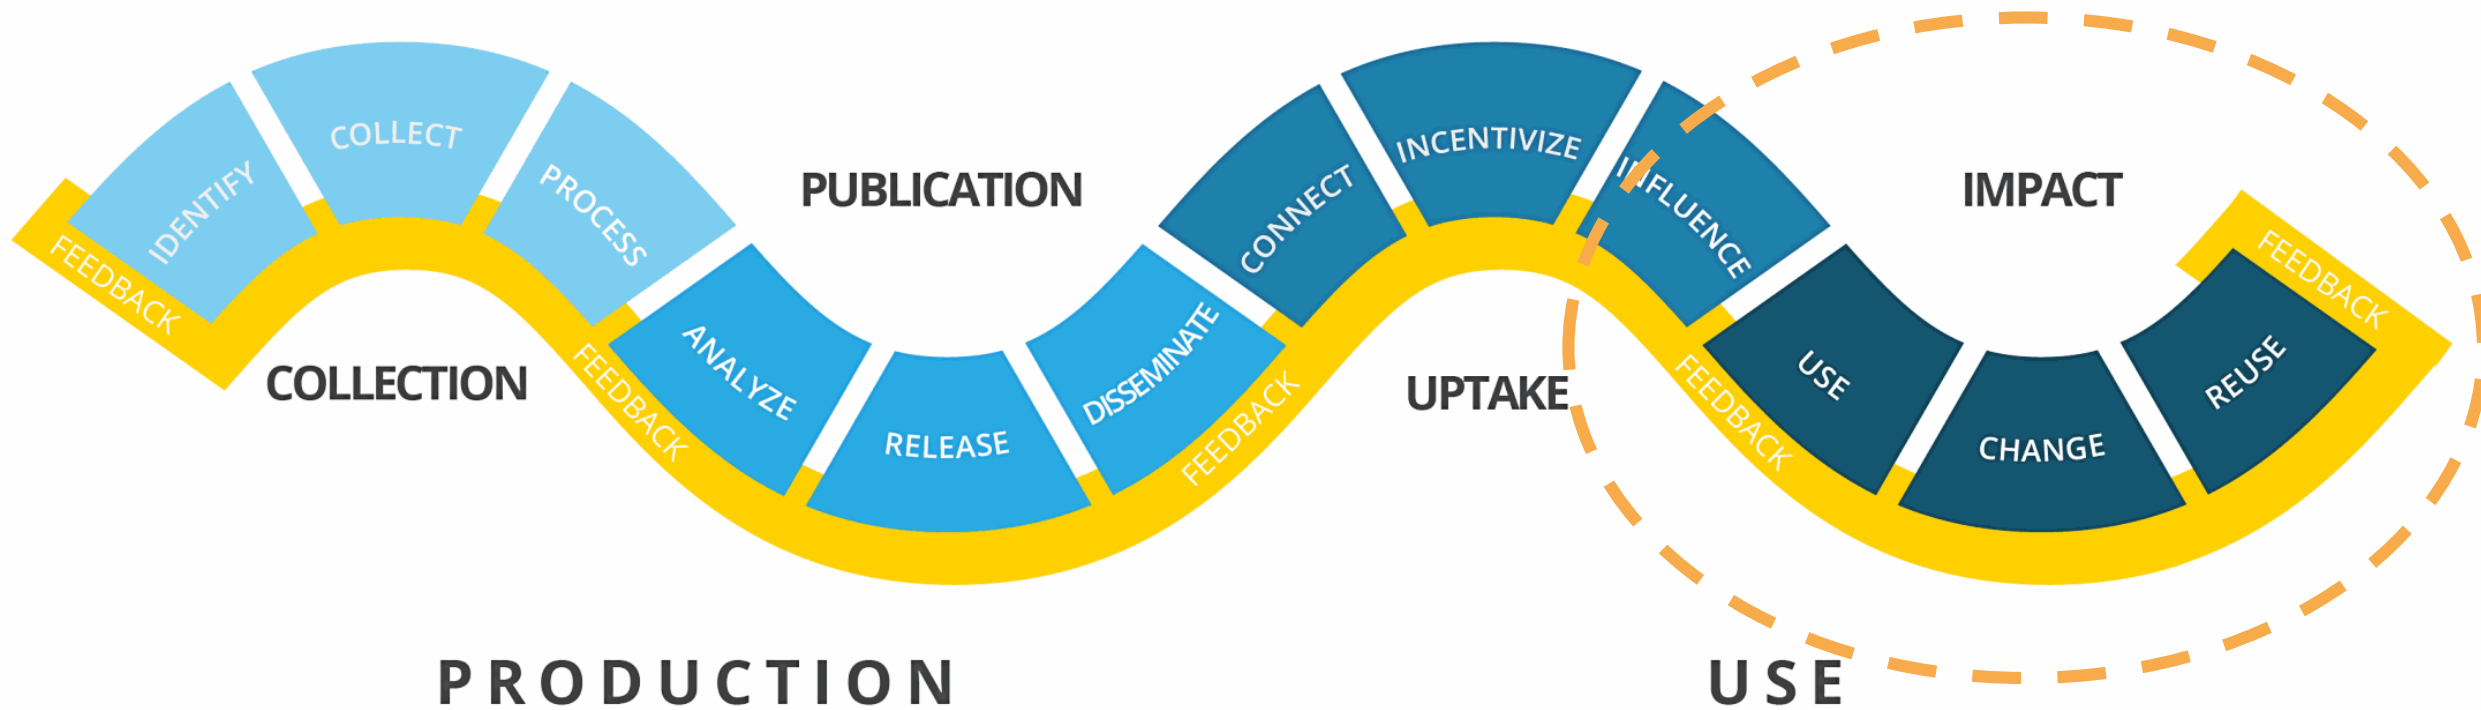 FEEDBACK
IDENTIFY
COLLECT
PROCESS
COLLECTION
FEEDBACK
ANALYZE
RELEASE
DISSEMINATE
PUBLICATION
FEEDBACK
CONNECT
INCENTIVIZE
INFLUENCE
UPTAKE
FEEDBACK
USE
CHANGE
REUSE
IMPACT
FEEDBACK
PRODUCTION
USE